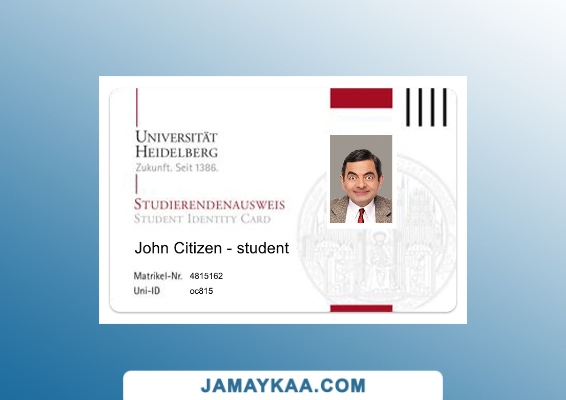 UNIVERSITÄT
HEIDELBERG
Zukunft. Seit 1386.
STUDIERENDENAUSWEIS
STUDENT IDENTITY CARD
John Citizen - student
Matrikel-Nr. 4815162
Uni-ID oc815
JAMAYKAA.COM